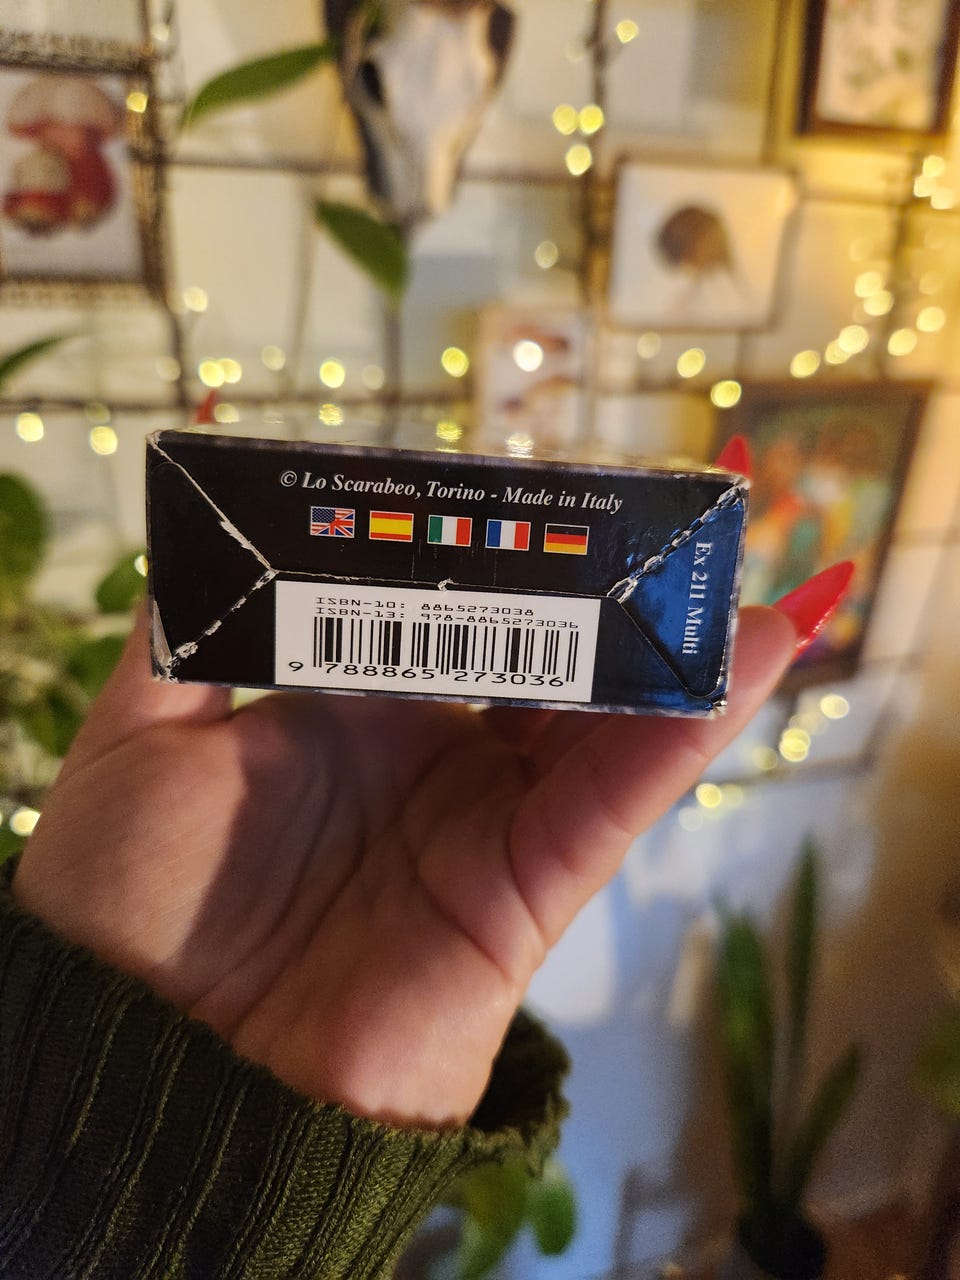 © Lo Scarabeo, Torino - Made in Italy
Ex 211 Multi
ISBN-10: 8865273038
ISBN-13: 978-8865273036
9 788865 273036